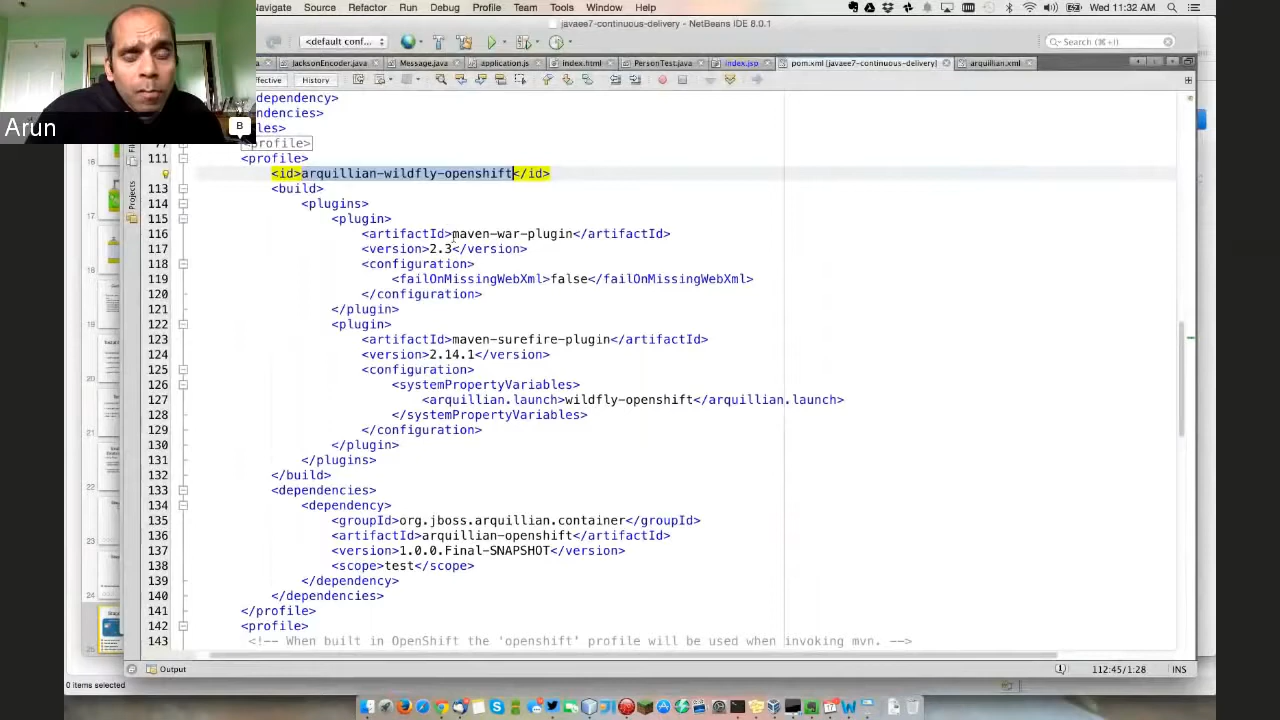 Navigate Source Refactor Run Debug Profile Team Tools Window Help Wed 11:32 AM
javaee7-continuous-delivery - NetBeans IDE 8.0.1
<default conf... Search (⌘+I)
JacksonEncoder.java Message.java application.js index.html PersonTest.java index.jsp pom.xml [javaee7-continuous-delivery] arquillian.xml
ffective History
Arun
B
Projects
dependency>
ndencies>
les>
<profile>
111 <profile>
<id>arquillian-wildfly-openshift</id>
113 <build>
114 <plugins>
115 <plugin>
116 <artifactId>maven-war-plugin</artifactId>
117 <version>2.3</version>
118 <configuration>
119 <failOnMissingWebXml>false</failOnMissingWebXml>
120 </configuration>
121 </plugin>
122 <plugin>
123 <artifactId>maven-surefire-plugin</artifactId>
124 <version>2.14.1</version>
125 <configuration>
126 <systemPropertyVariables>
127 <arquillian.launch>wildfly-openshift</arquillian.launch>
128 </systemPropertyVariables>
129 </configuration>
130 </plugin>
131 </plugins>
132 </build>
133 <dependencies>
134 <dependency>
135 <groupId>org.jboss.arquillian.container</groupId>
136 <artifactId>arquillian-openshift</artifactId>
137 <version>1.0.0.Final-SNAPSHOT</version>
138 <scope>test</scope>
139 </dependency>
140 </dependencies>
141 </profile>
142 <profile>
143 <!-- When built in OpenShift the 'openshift' profile will be used when invoking mvn. -->
Output 112:45/1:28 INS
0 items selected